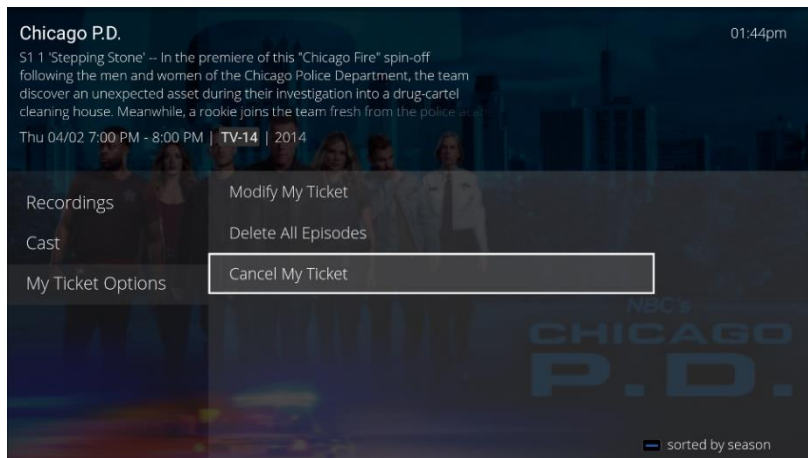 Chicago P.D.
01:44pm
S1 1 'Stepping Stone' -- In the premiere of this "Chicago Fire" spin-off
following the men and women of the Chicago Police Department, the team
discover an unexpected asset during their investigation into a drug-cartel
cleaning house. Meanwhile, a rookie joins the team fresh from the police
Thu 04/02 7:00 PM - 8:00 PM | TV-14 | 2014
Recordings
Cast
My Ticket Options
Modify My Ticket
Delete All Episodes
Cancel My Ticket
NBC's
CHICAGO
P.D.
sorted by season